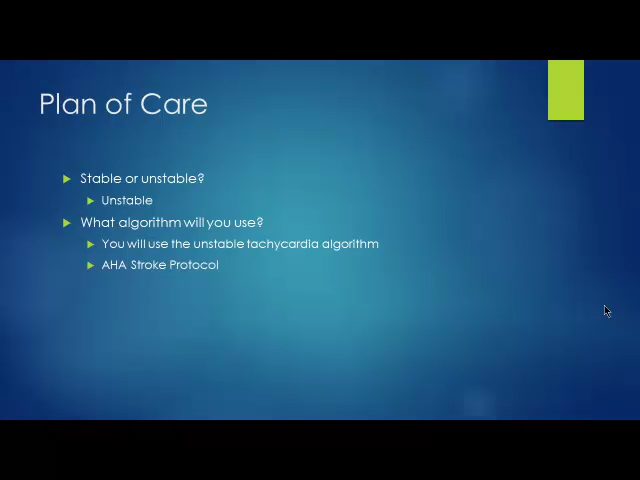 Plan of Care
Stable or unstable?
Unstable
What algorithm will you use?
You will use the unstable tachycardia algorithm
AHA Stroke Protocol